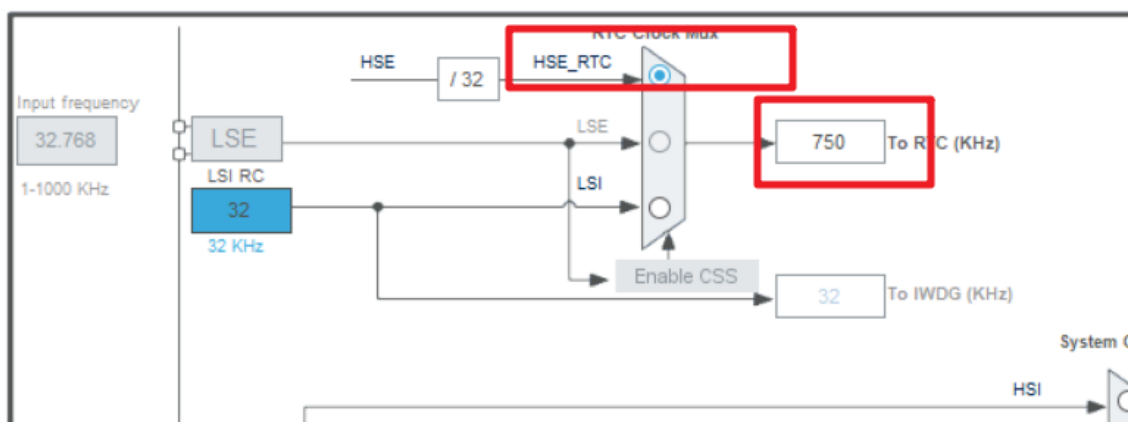 RTC Clock Mux
HSE
/ 32
HSE_RTC
Input frequency
32.768
1-1000 KHz
LSE
LSE
750
To RTC (KHz)
LSI RC
32
32 KHz
LSI
Enable CSS
32
To IWDG (KHz)
System C
HSI